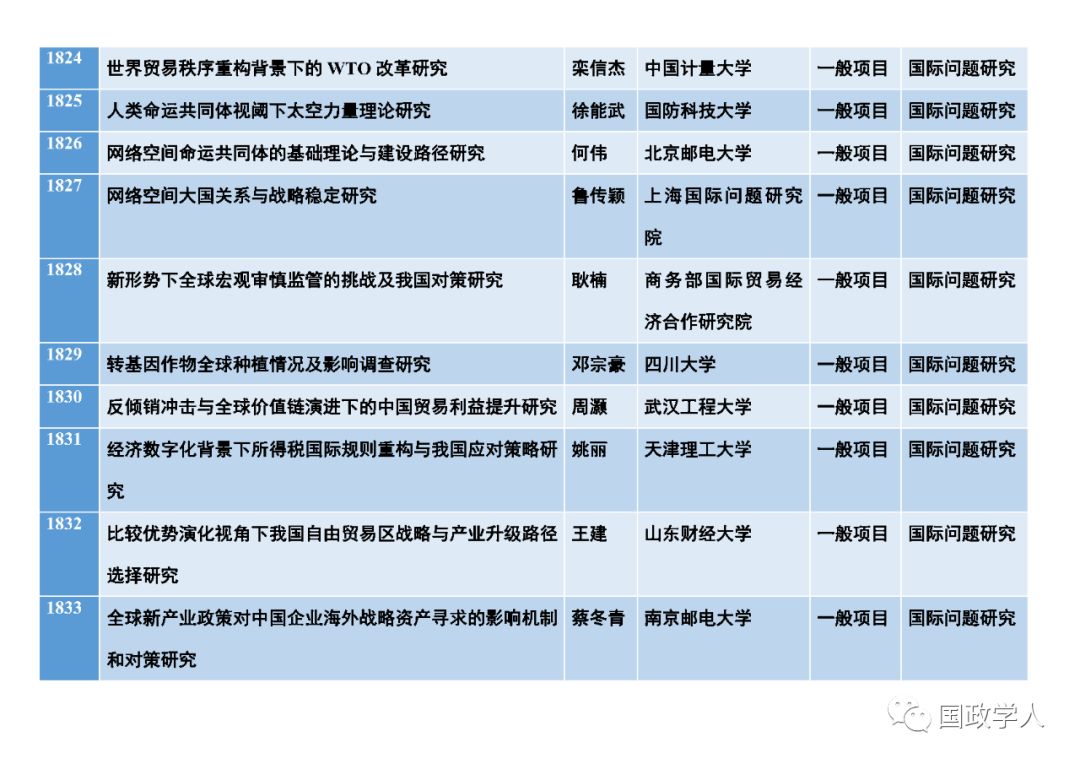 1824 世界贸易秩序重构背景下的 WTO 改革研究 栾信杰 中国计量大学 一般项目 国际问题研究
1825 人类命运共同体视阈下太空力量理论研究 徐能武 国防科技大学 一般项目 国际问题研究
1826 网络空间命运共同体的基础理论与建设路径研究 何伟 北京邮电大学 一般项目 国际问题研究
1827 网络空间大国关系与战略稳定研究 鲁传颖 上海国际问题研究 一般项目 国际问题研究
院
1828 新形势下全球宏观审慎监管的挑战及我国对策研究 耿楠 商务部国际贸易经 一般项目 国际问题研究
济合作研究院
1829 转基因作物全球种植情况及影响调查研究 邓宗豪 四川大学 一般项目 国际问题研究
1830 反倾销冲击与全球价值链演进下的中国贸易利益提升研究 周灏 武汉工程大学 一般项目 国际问题研究
1831 经济数字化背景下所得税国际规则重构与我国应对策略研 姚丽 天津理工大学 一般项目 国际问题研究
究
1832 比较优势演化视角下我国自由贸易区战略与产业升级路径 王建 山东财经大学 一般项目 国际问题研究
选择研究
1833 全球新产业政策对中国企业海外战略资产寻求的影响机制 蔡冬青 南京邮电大学 一般项目 国际问题研究
和对策研究
国政学人